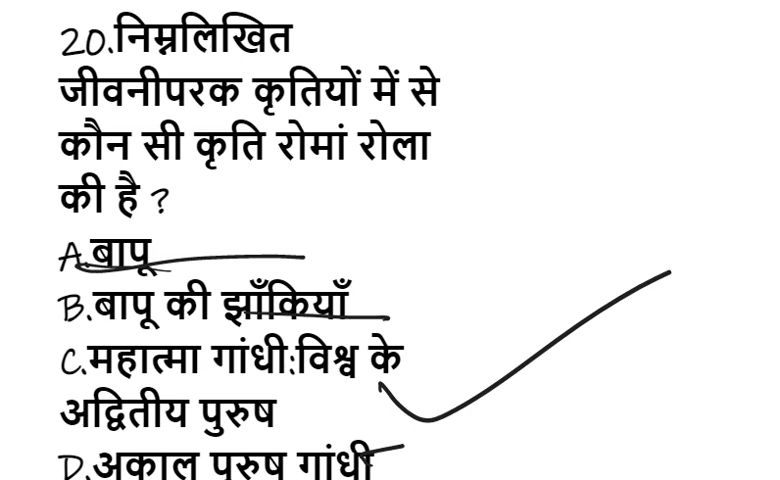 20.निम्नलिखित
जीवनीपरक कृतियों में से
कौन सी कृति रोमां रोला
की है ?
A.बापू
B.बापू की झाँकियाँ
C.महात्मा गांधी:विश्व के
अद्वितीय पुरुष
D.अकाल पुरुष गांधी